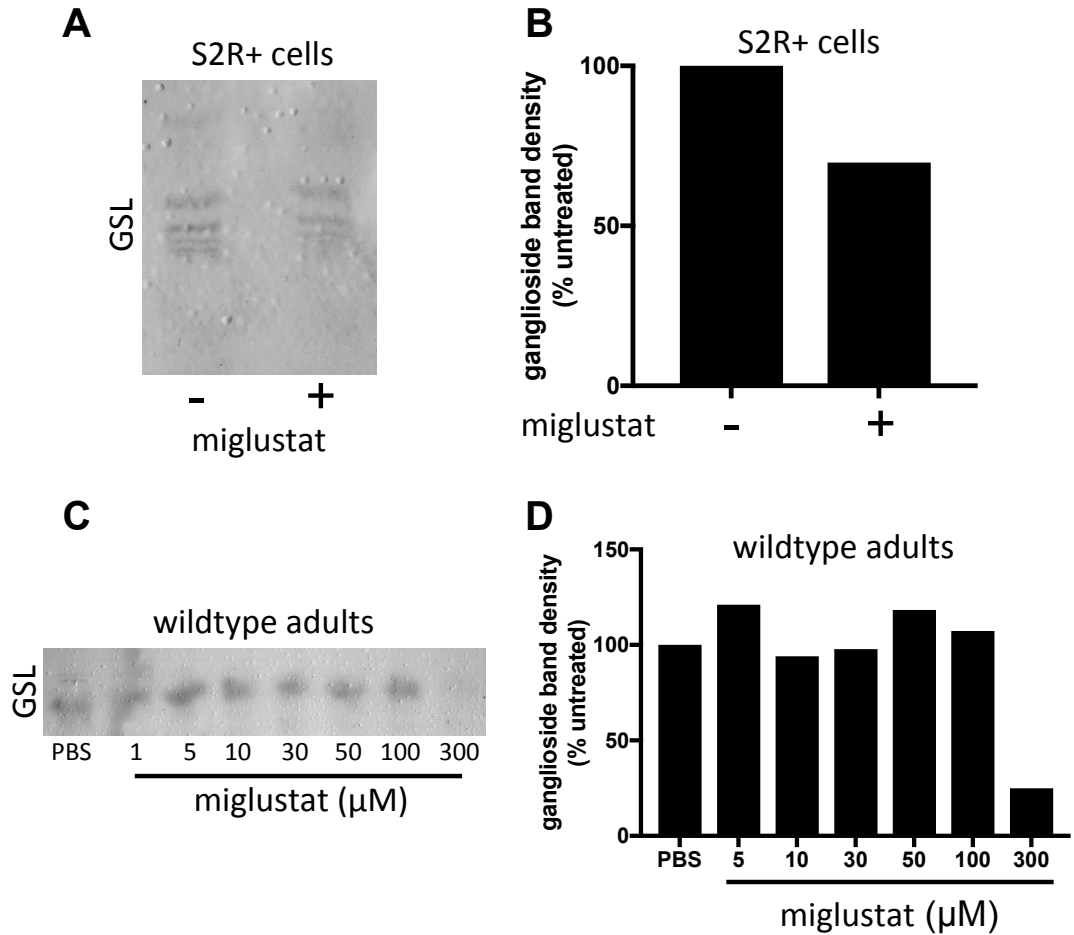 A
S2R+ cells
GSL
- +
miglustat
B
S2R+ cells
ganglioside band density
(% untreated)
100
50
0
miglustat - +
C
wildtype adults
GSL
PBS 1 5 10 30 50 100 300
miglustat (µM)
D
wildtype adults
ganglioside band density
(% untreated)
150
100
50
0
PBS 5 10 30 50 100 300
miglustat (µM)